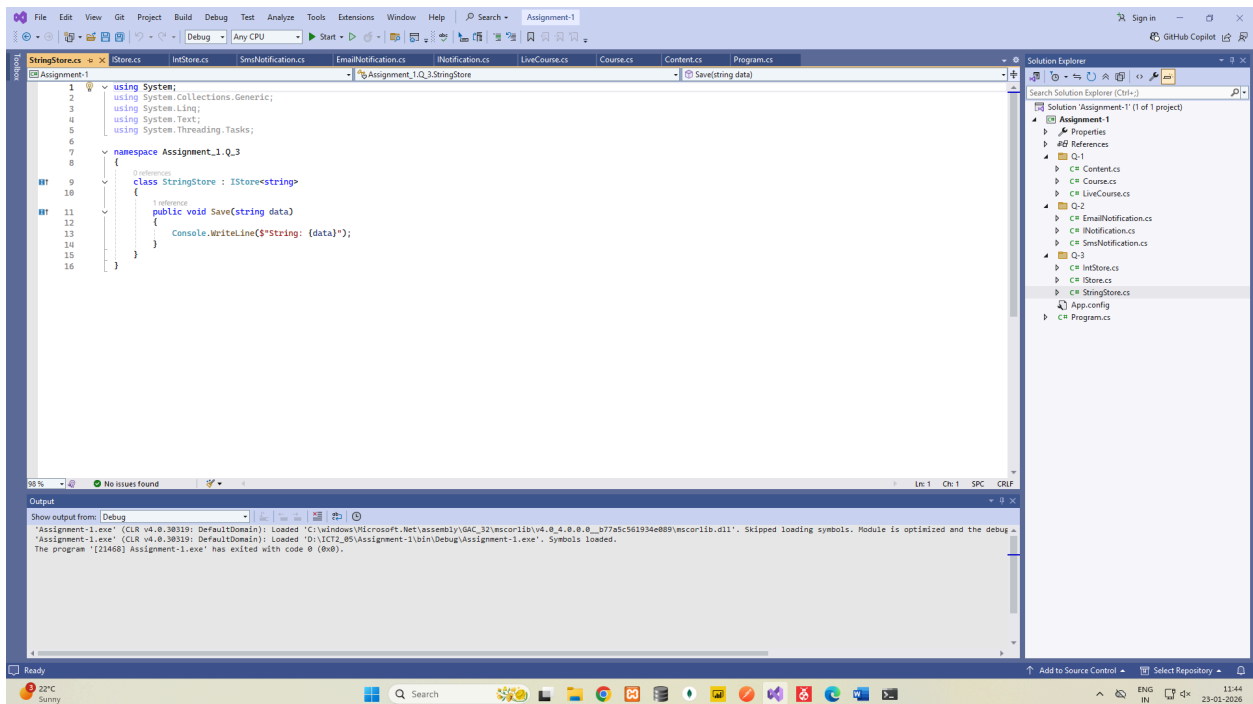 File Edit View Git Project Build Debug Test Analyze Tools Extensions Window Help Search Assignment-1 Sign in
Debug Any CPU Start GitHub Copilot
Toolbox
StringStore.cs IStore.cs IntStore.cs SmsNotification.cs EmailNotification.cs INotification.cs LiveCourse.cs Course.cs Content.cs Program.cs
Assignment-1 Assignment_1.Q_3.StringStore Save(string data)
1 using System;
2 using System.Collections.Generic;
3 using System.Linq;
4 using System.Text;
5 using System.Threading.Tasks;
6
7 namespace Assignment_1.Q_3
8 {
0 references
9 class StringStore : IStore<string>
10 {
1 reference
11 public void Save(string data)
12 {
13 Console.WriteLine($"String: {data}");
14 }
15 }
16 }
98 % No issues found Ln: 1 Ch: 1 SPC CRLF
Output
Show output from: Debug
'Assignment-1.exe' (CLR v4.0.30319: DefaultDomain): Loaded 'C:\windows\Microsoft.Net\assembly\GAC_32\mscorlib\v4.0_4.0.0.0__b77a5c561934e089\mscorlib.dll'. Skipped loading symbols. Module is optimized and the debug
'Assignment-1.exe' (CLR v4.0.30319: DefaultDomain): Loaded 'D:\ICT2_05\Assignment-1\bin\Debug\Assignment-1.exe'. Symbols loaded.
The program '[21468] Assignment-1.exe' has exited with code 0 (0x0).
Solution Explorer
Search Solution Explorer (Ctrl+;)
Solution 'Assignment-1' (1 of 1 project)
Assignment-1
Properties
References
Q-1
C# Content.cs
C# Course.cs
C# LiveCourse.cs
Q-2
C# EmailNotification.cs
C# INotification.cs
C# SmsNotification.cs
Q-3
C# IntStore.cs
C# IStore.cs
C# StringStore.cs
App.config
C# Program.cs
Ready Add to Source Control Select Repository
3 22°C
Sunny
Search
ENG
IN
11:44
23-01-2026